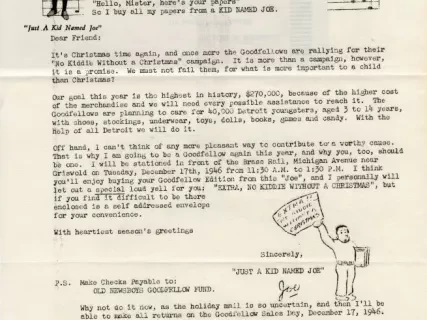 "Hello, Mister, here's your papers"
So I buy all my papers from a KID NAMED JOE.
"Just A Kid Named Joe"
Dear Friend:
It's Christmas time again, and once more the Goodfellows are rallying for their
"No Kiddie Without a Christmas" campaign. It is more than a campaign, however,
it is a promise. We must not fail them, for what is more important to a child
than Christmas?
Our goal this year is the highest in history, $270,000, because of the higher cost
of the merchandise and we will need every possible assistance to reach it. The
Goodfellows are planning to care for 40,000 Detroit youngsters, aged 3 to 14 years,
with shoes, stockings, underwear, toys, dolls, books, games and candy. With the
Help of all Detroit we will do it.
Off hand, I can't think of any more pleasant way to contribute to a worthy cause.
That is why I am going to be a Goodfellow again this year, and why you, too, should
be one. I will be stationed in front of the Brass Rail, Michigan Avenue near
Griswold on Tuesday, December 17th, 1946 from 11:30 A.M. to 1:30 P.M. I think
you'll enjoy buying your Goodfellow Edition from this "Joe", and I personally will
let out a special loud yell for you: "EXTRA, NO KIDDIE WITHOUT A CHRISTMAS", but
if you find it difficult to be there
enclosed is a self addressed envelope
for your convenience.
EXTRA
NO KIDDIE
WITHOUT A
CHRISTMAS
With heartiest season's greetings
Sincerely,
"JUST A KID NAMED JOE"
Joe
P.S. Make Checks Payable to:
OLD NEWSBOYS GOODFELLOW FUND.
Why not do it now, as the holiday mail is so uncertain, and then I'll be
able to make all returns on the Goodfellow Sales Day, December 17, 1946.